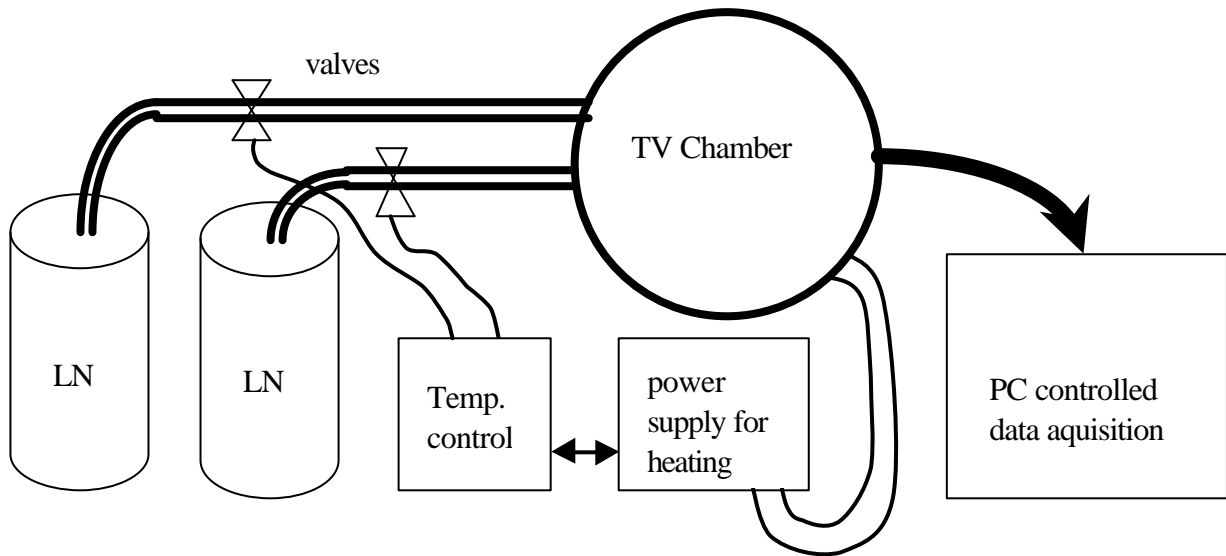 valves
TV Chamber
LN
LN
Temp.
control
power
supply for
heating
PC controlled
data aquisition